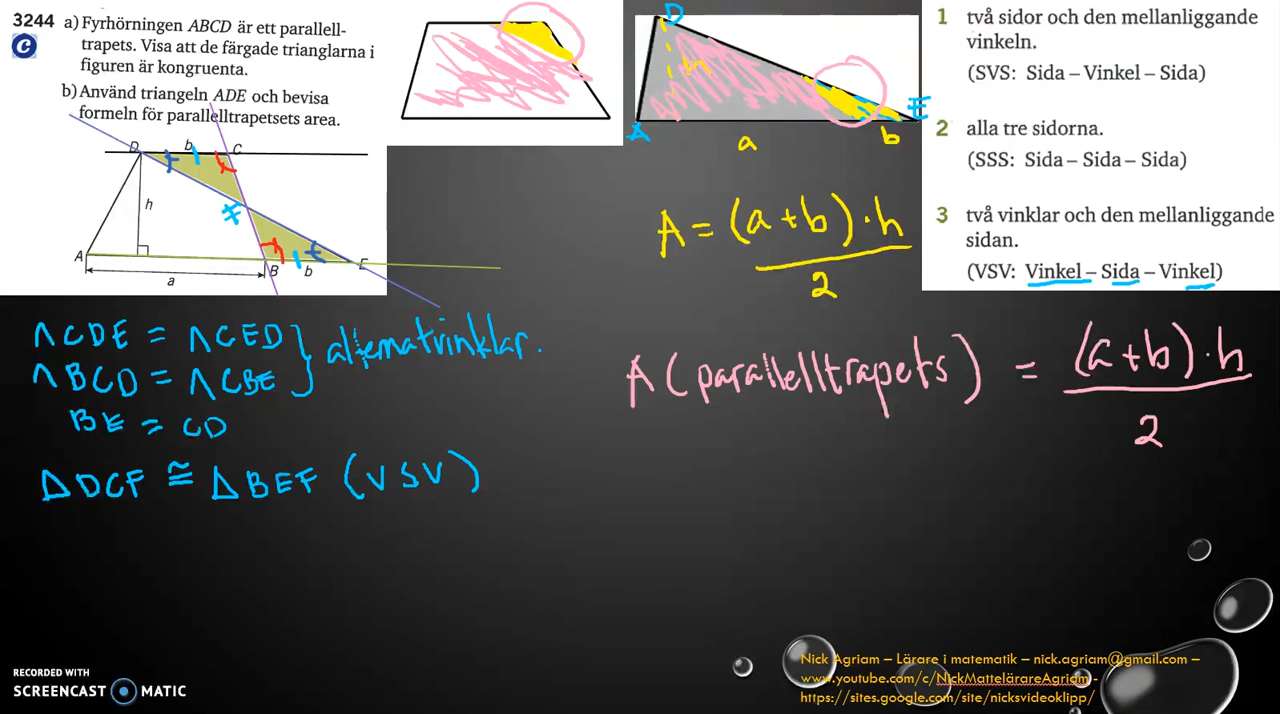 3244 a) Fyrhörningen ABCD är ett parallell-
trapets. Visa att de färgade trianglarna i
figuren är kongruenta.
b) Använd triangeln ADE och bevisa
formeln för parallelltrapetsets area.
C
D b C
h
F
A B b E
a
D
h
A E
a b
A = (a+b)·h
2
1 två sidor och den mellanliggande
vinkeln.
(SVS: Sida – Vinkel – Sida)
2 alla tre sidorna.
(SSS: Sida – Sida – Sida)
3 två vinklar och den mellanliggande
sidan.
(VSV: Vinkel – Sida – Vinkel)
∧CDE = ∧CED } alternatvinklar.
∧BCD = ∧CBE
BE = CD
△DCF ≅ △BEF (VSV)
A(parallelltrapets) = (a+b)·h
2
RECORDED WITH
SCREENCAST MATIC
Nick Agriam – Lärare i matematik – nick.agriam@gmail.com –
www.youtube.com/c/NickMattelärareAgriam -
https://sites.google.com/site/nicksvideoklipp/